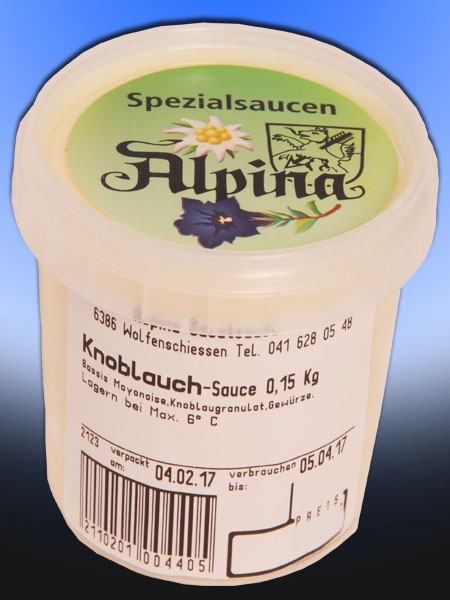 Spezialsaucen
Alpina
6386 Wolfenschiessen Tel. 041 628 05 48
Knoblauch-Sauce 0,15 Kg
Bassis Mayonaise,Knoblaugranulat,Gewürze.
Lagern bei Max. 6° C
2123 verpackt am: 04.02.17 verbrauchen bis: 05.04.17
PREIS
2110201 004405